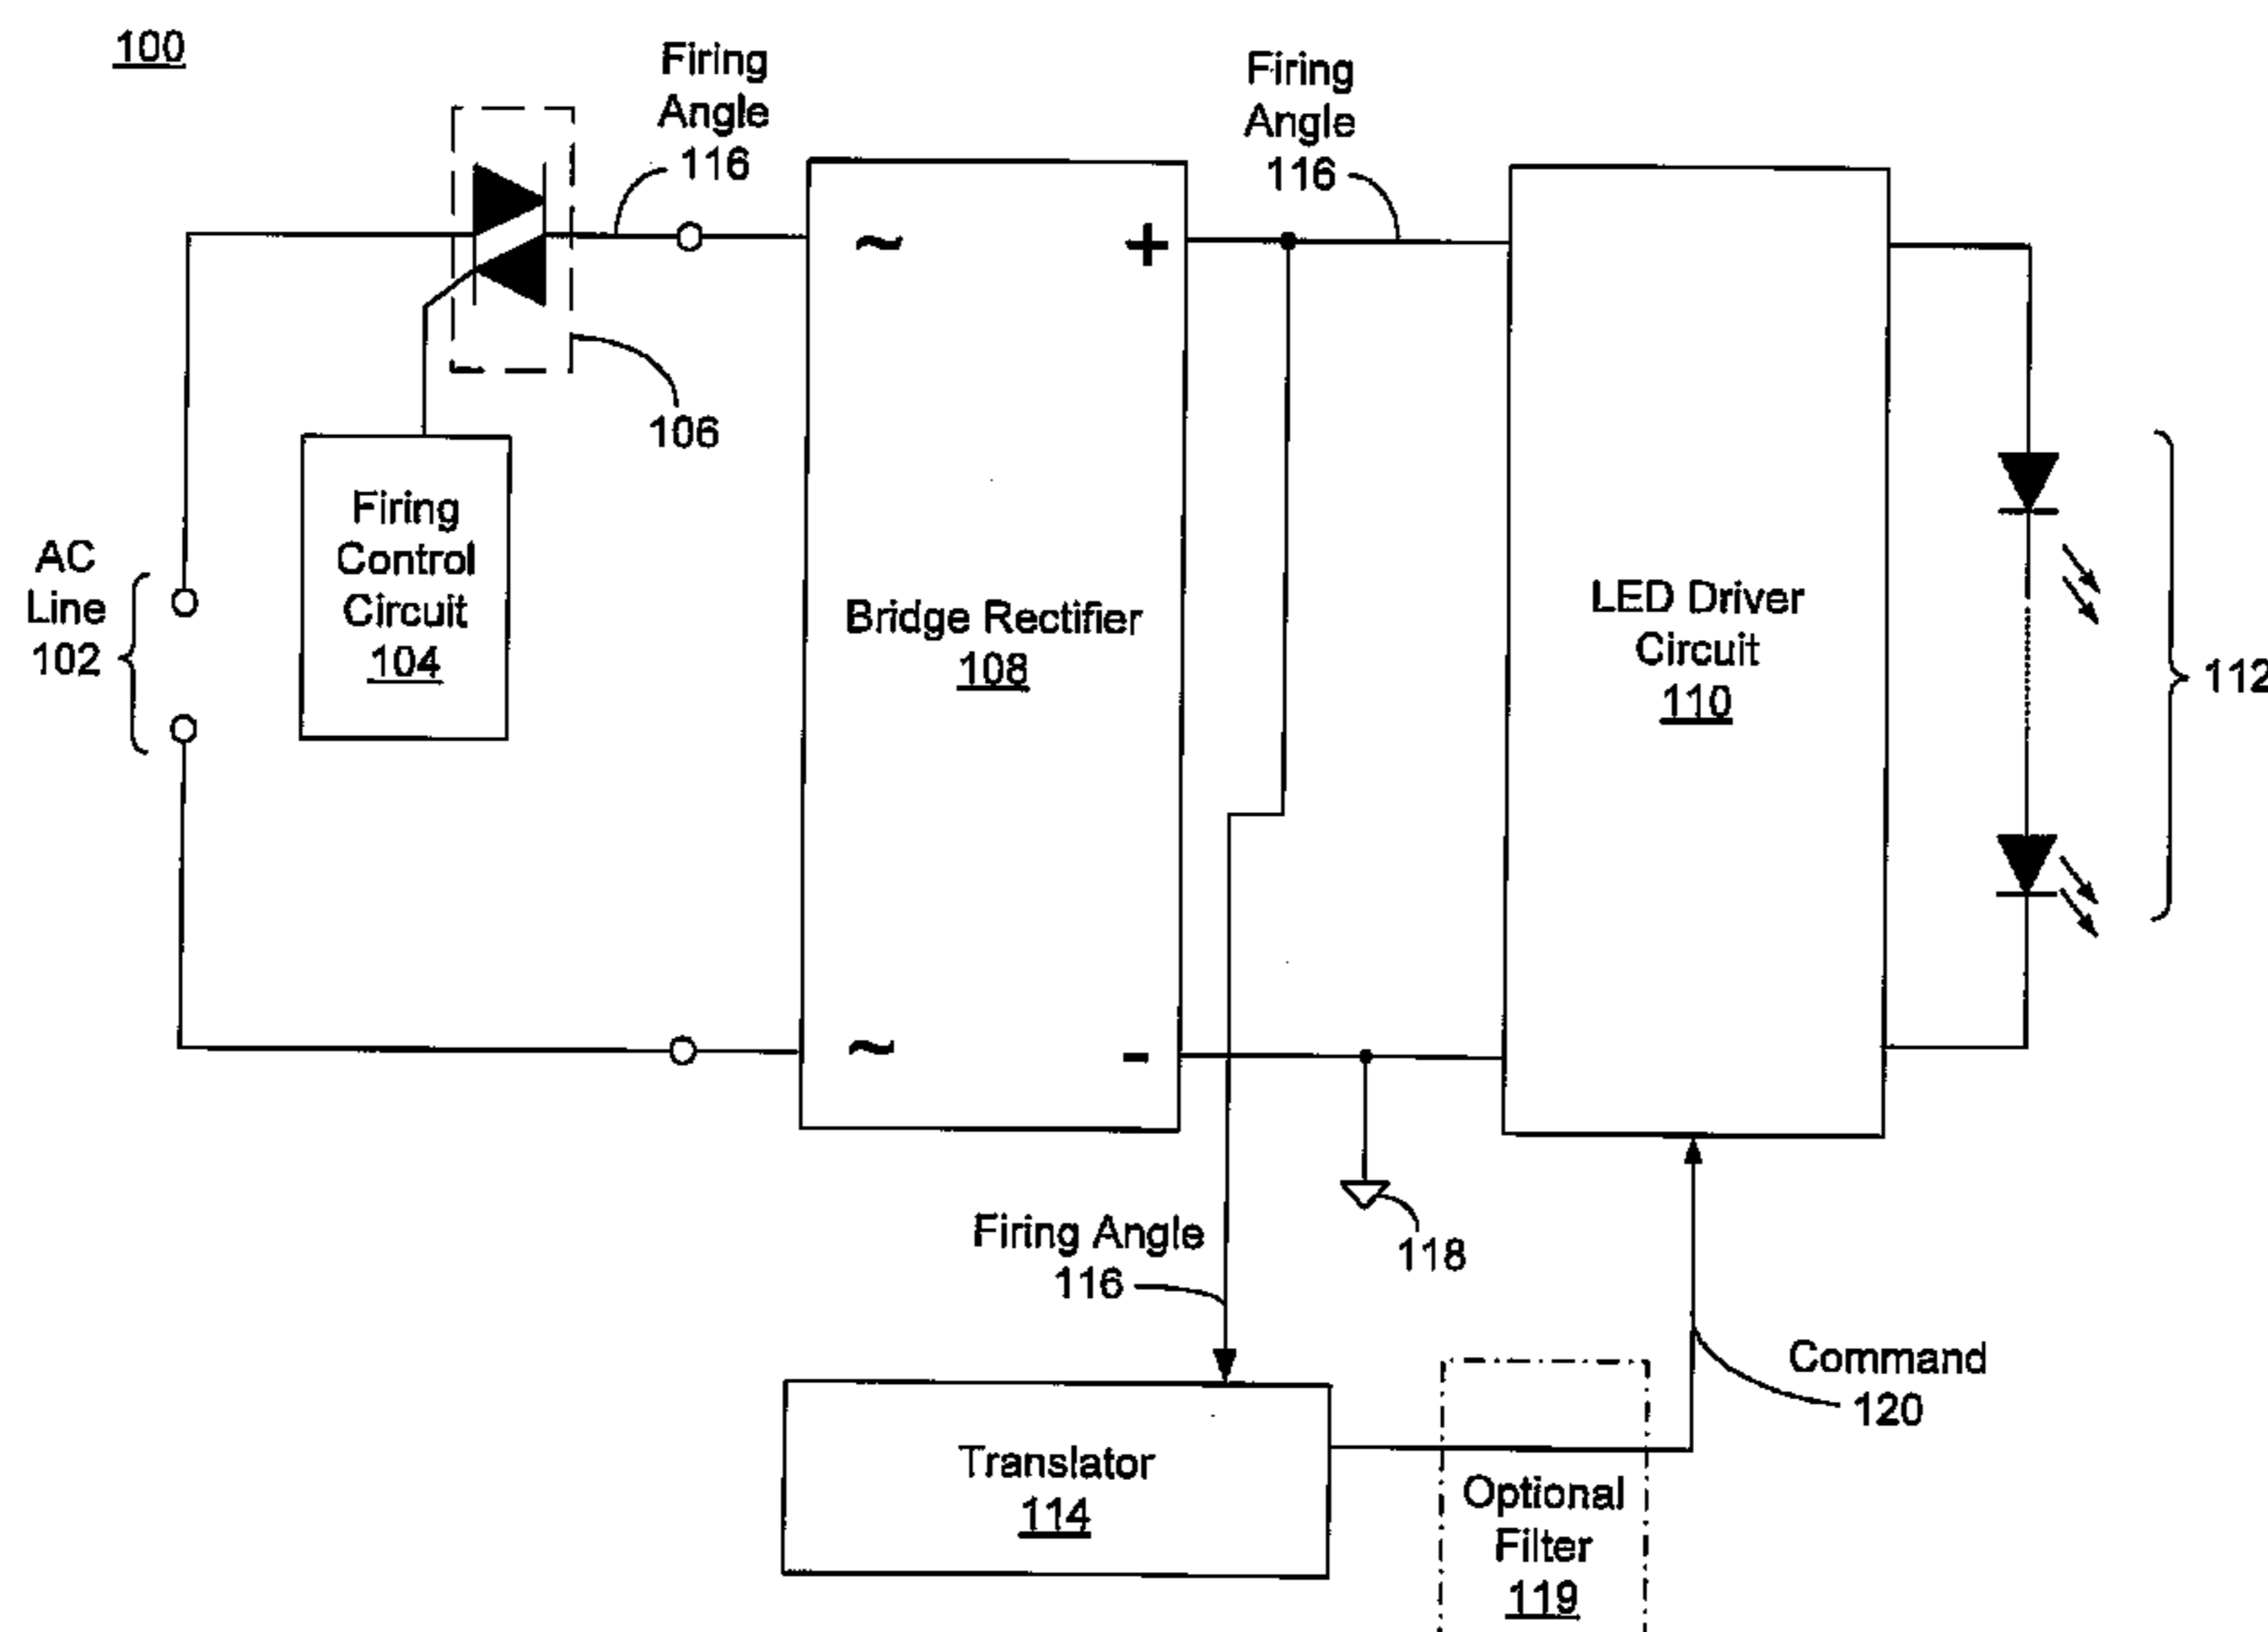 100
Firing
Angle
116
Firing
Angle
116
~
+
106
Firing
Control
Circuit
104
AC
Line
102
Bridge Rectifier
108
LED Driver
Circuit
110
112
~
-
Firing Angle
116
118
Command
120
Translator
114
Optional
Filter
119